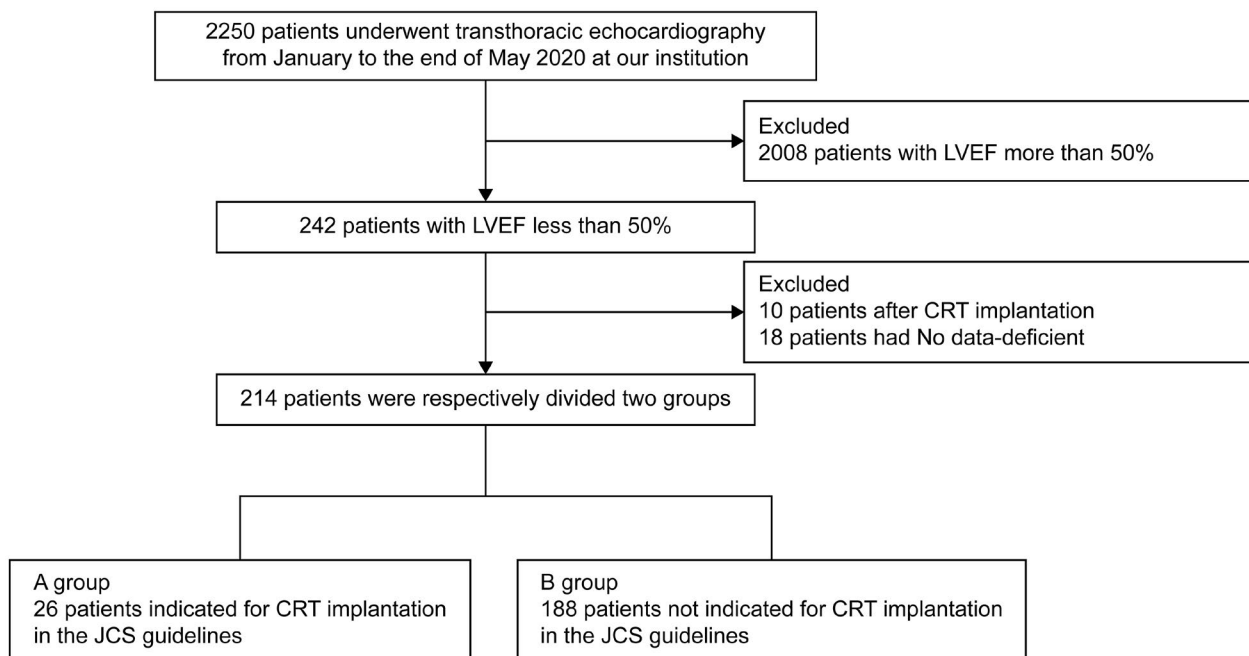 2250 patients underwent transthoracic echocardiography
from January to the end of May 2020 at our institution
Excluded
2008 patients with LVEF more than 50%
242 patients with LVEF less than 50%
Excluded
10 patients after CRT implantation
18 patients had No data-deficient
214 patients were respectively divided two groups
A group
26 patients indicated for CRT implantation
in the JCS guidelines
B group
188 patients not indicated for CRT implantation
in the JCS guidelines